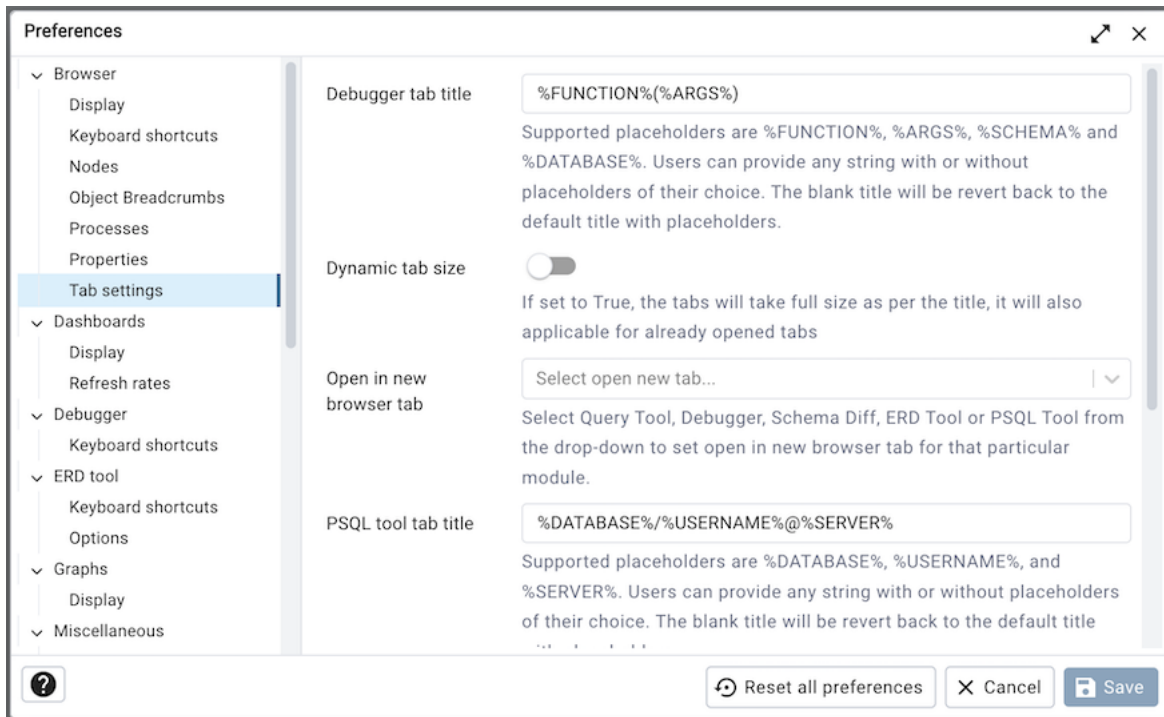 Preferences
Browser
Display
Keyboard shortcuts
Nodes
Object Breadcrumbs
Processes
Properties
Tab settings
Dashboards
Display
Refresh rates
Debugger
Keyboard shortcuts
ERD tool
Keyboard shortcuts
Options
Graphs
Display
Miscellaneous
Debugger tab title
%FUNCTION%(%ARGS%)
Supported placeholders are %FUNCTION%, %ARGS%, %SCHEMA% and
%DATABASE%. Users can provide any string with or without
placeholders of their choice. The blank title will be revert back to the
default title with placeholders.
Dynamic tab size
If set to True, the tabs will take full size as per the title, it will also
applicable for already opened tabs
Open in new
browser tab
Select open new tab...
Select Query Tool, Debugger, Schema Diff, ERD Tool or PSQL Tool from
the drop-down to set open in new browser tab for that particular
module.
PSQL tool tab title
%DATABASE%/%USERNAME%@%SERVER%
Supported placeholders are %DATABASE%, %USERNAME%, and
%SERVER%. Users can provide any string with or without placeholders
of their choice. The blank title will be revert back to the default title
?
Reset all preferences
Cancel
Save